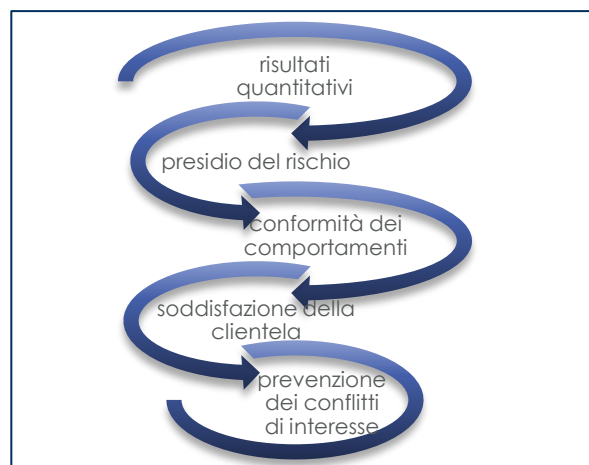 risultati
quantitativi
presidio del rischio
conformità dei
comportamenti
soddisfazione della
clientela
prevenzione
dei conflitti
di interesse